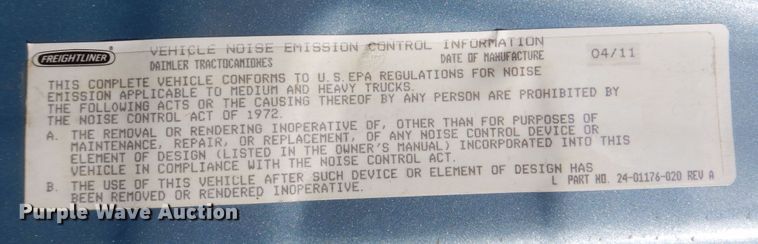 FREIGHTLINER
VEHICLE NOISE EMISSION CONTROL INFORMATION
DAIMLER TRACTOCAMIONES DATE OF MANUFACTURE 04/11
THIS COMPLETE VEHICLE CONFORMS TO U.S.EPA REGULATIONS FOR NOISE
EMISSION APPLICABLE TO MEDIUM AND HEAVY TRUCKS.
THE FOLLOWING ACTS OR THE CAUSING THEREOF BY ANY PERSON ARE PROHIBITED BY
THE NOISE CONTROL ACT OF 1972.
A. THE REMOVAL OR RENDERING INOPERATIVE OF, OTHER THAN FOR PURPOSES OF
MAINTENANCE, REPAIR, OR REPLACEMENT, OF ANY NOISE CONTROL DEVICE OR
ELEMENT OF DESIGN (LISTED IN THE OWNER'S MANUAL) INCORPORATED INTO THIS
VEHICLE IN COMPLIANCE WITH THE NOISE CONTROL ACT.
B. THE USE OF THIS VEHICLE AFTER SUCH DEVICE OR ELEMENT OF DESIGN HAS
BEEN REMOVED OR RENDERED INOPERATIVE.
L PART NO. 24-01176-020 REV A
Purple Wave Auction